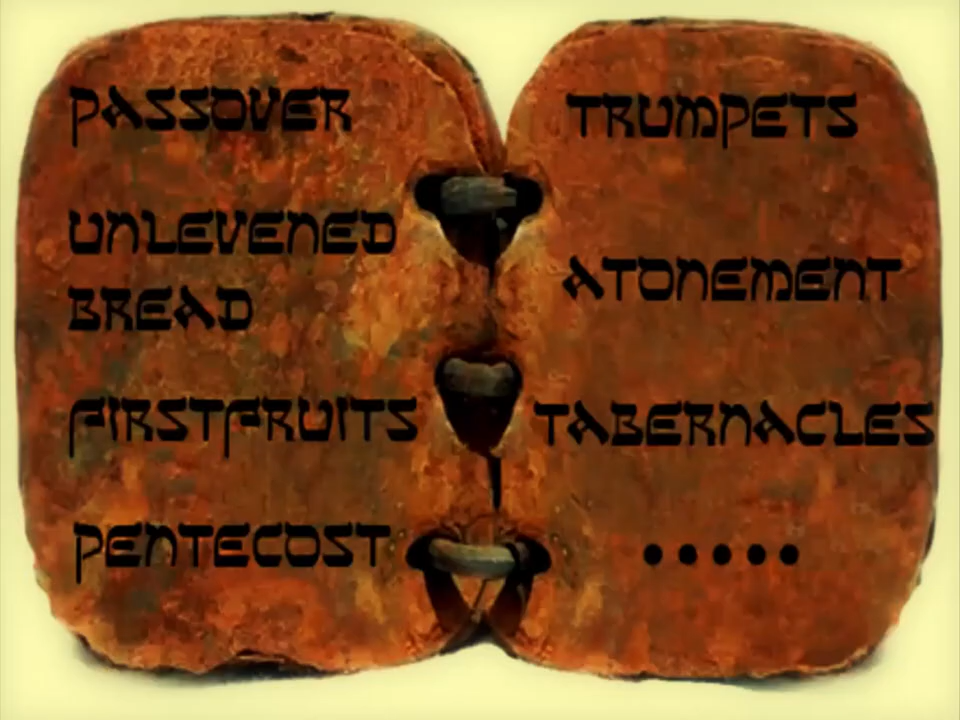 PASSOVER
UNLEVENED
BREAD
FIRSTFRUITS
PENTECOST
TRUMPETS
ATONEMENT
TABERNACLES
•••••